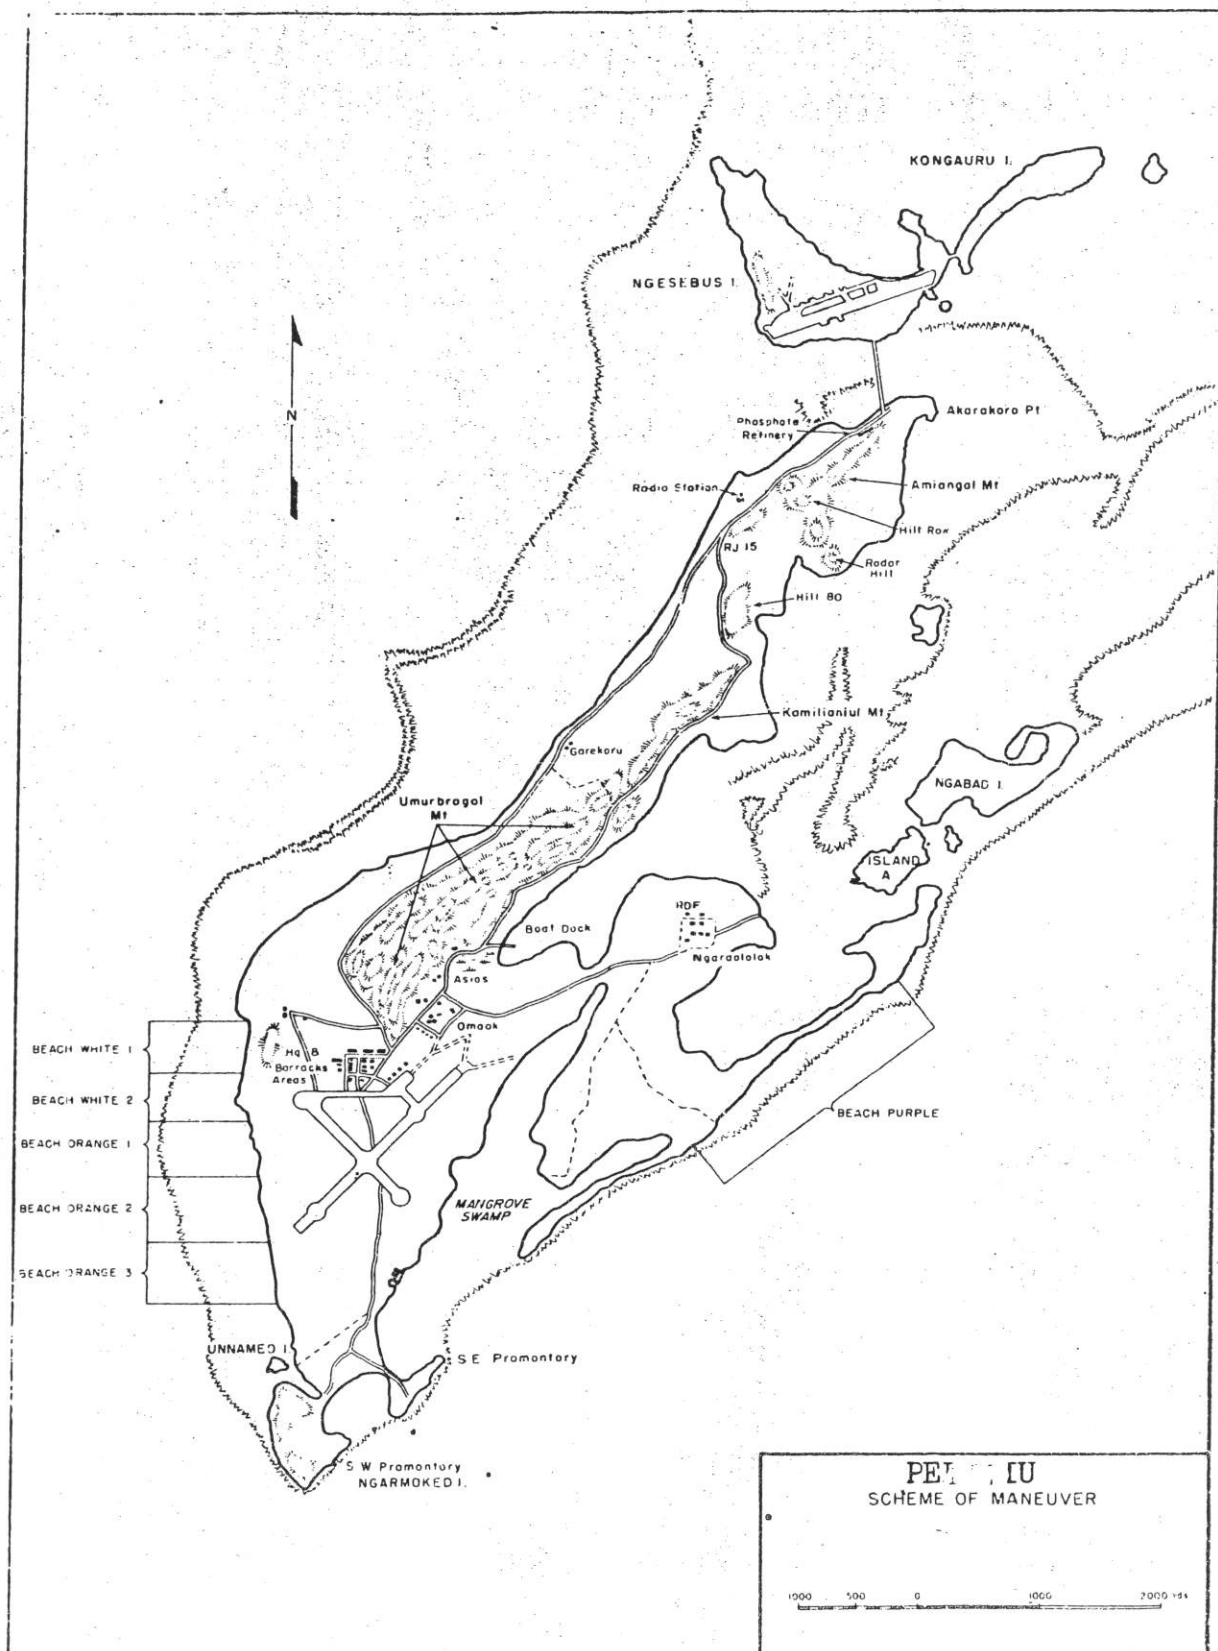 KONGAURU I.
NGESEBUS I.
N
Akarakoro Pt
Phosphate
Refinery
Radio Station
Amiangal Mt
Hill Row
RJ 15
Radar
Hill
Hill 80
Kamilianlul Mt
Garekoru
Umurbrogol
Mt
NGABAD I.
ISLAND
A
RDF
Boat Dock
Ngardololok
Asias
Omaok
BEACH WHITE 1
Hq &
Barracks
Areas
BEACH WHITE 2
BEACH PURPLE
BEACH ORANGE 1
BEACH ORANGE 2
MANGROVE
SWAMP
BEACH ORANGE 3
UNNAMED I.
S E Promontory
S W Promontory
NGARMOKED I.
SCHEME OF MANEUVER
1000 500 0 1000 2000 yds